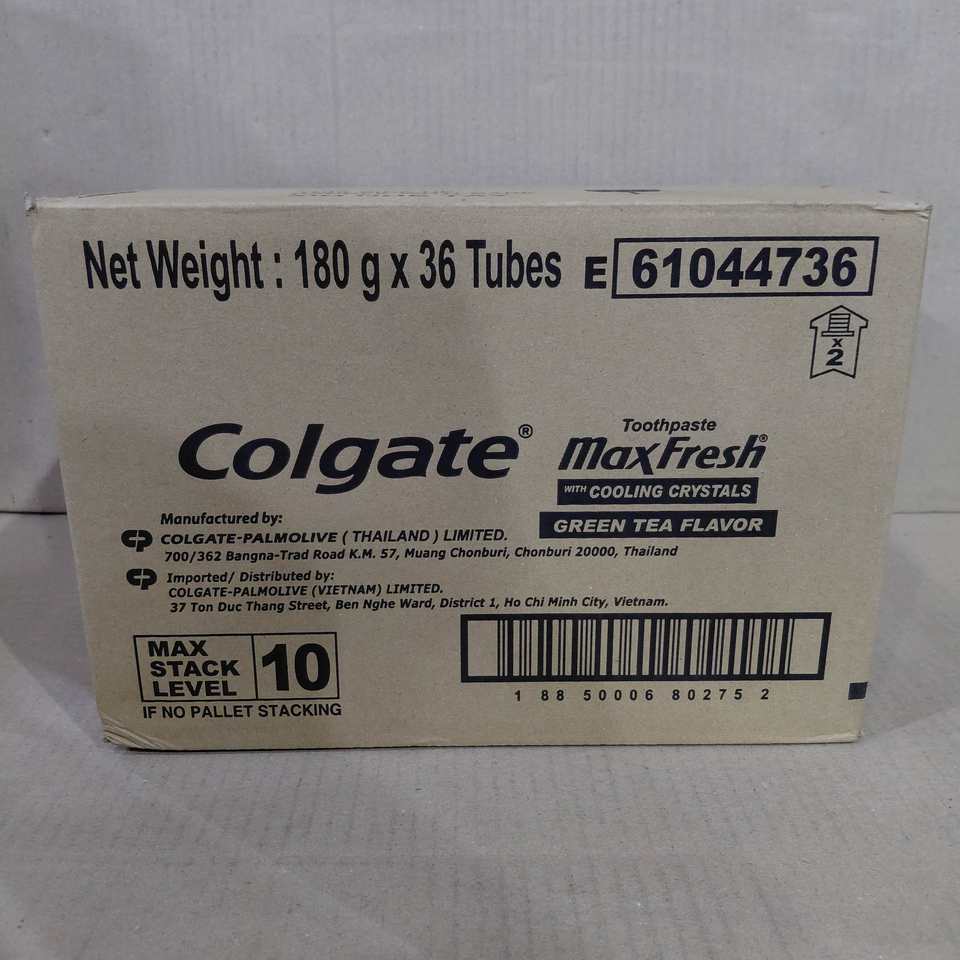 Net Weight : 180 g x 36 Tubes E 61044736
x
2
Colgate®
Toothpaste
MaxFresh®
WITH COOLING CRYSTALS
GREEN TEA FLAVOR
Manufactured by:
CP COLGATE-PALMOLIVE ( THAILAND ) LIMITED.
700/362 Bangna-Trad Road K.M. 57, Muang Chonburi, Chonburi 20000, Thailand
CP Imported/ Distributed by:
COLGATE-PALMOLIVE (VIETNAM) LIMITED.
37 Ton Duc Thang Street, Ben Nghe Ward, District 1, Ho Chi Minh City, Vietnam.
MAX
STACK
LEVEL
10
IF NO PALLET STACKING
1 88 50006 80275 2